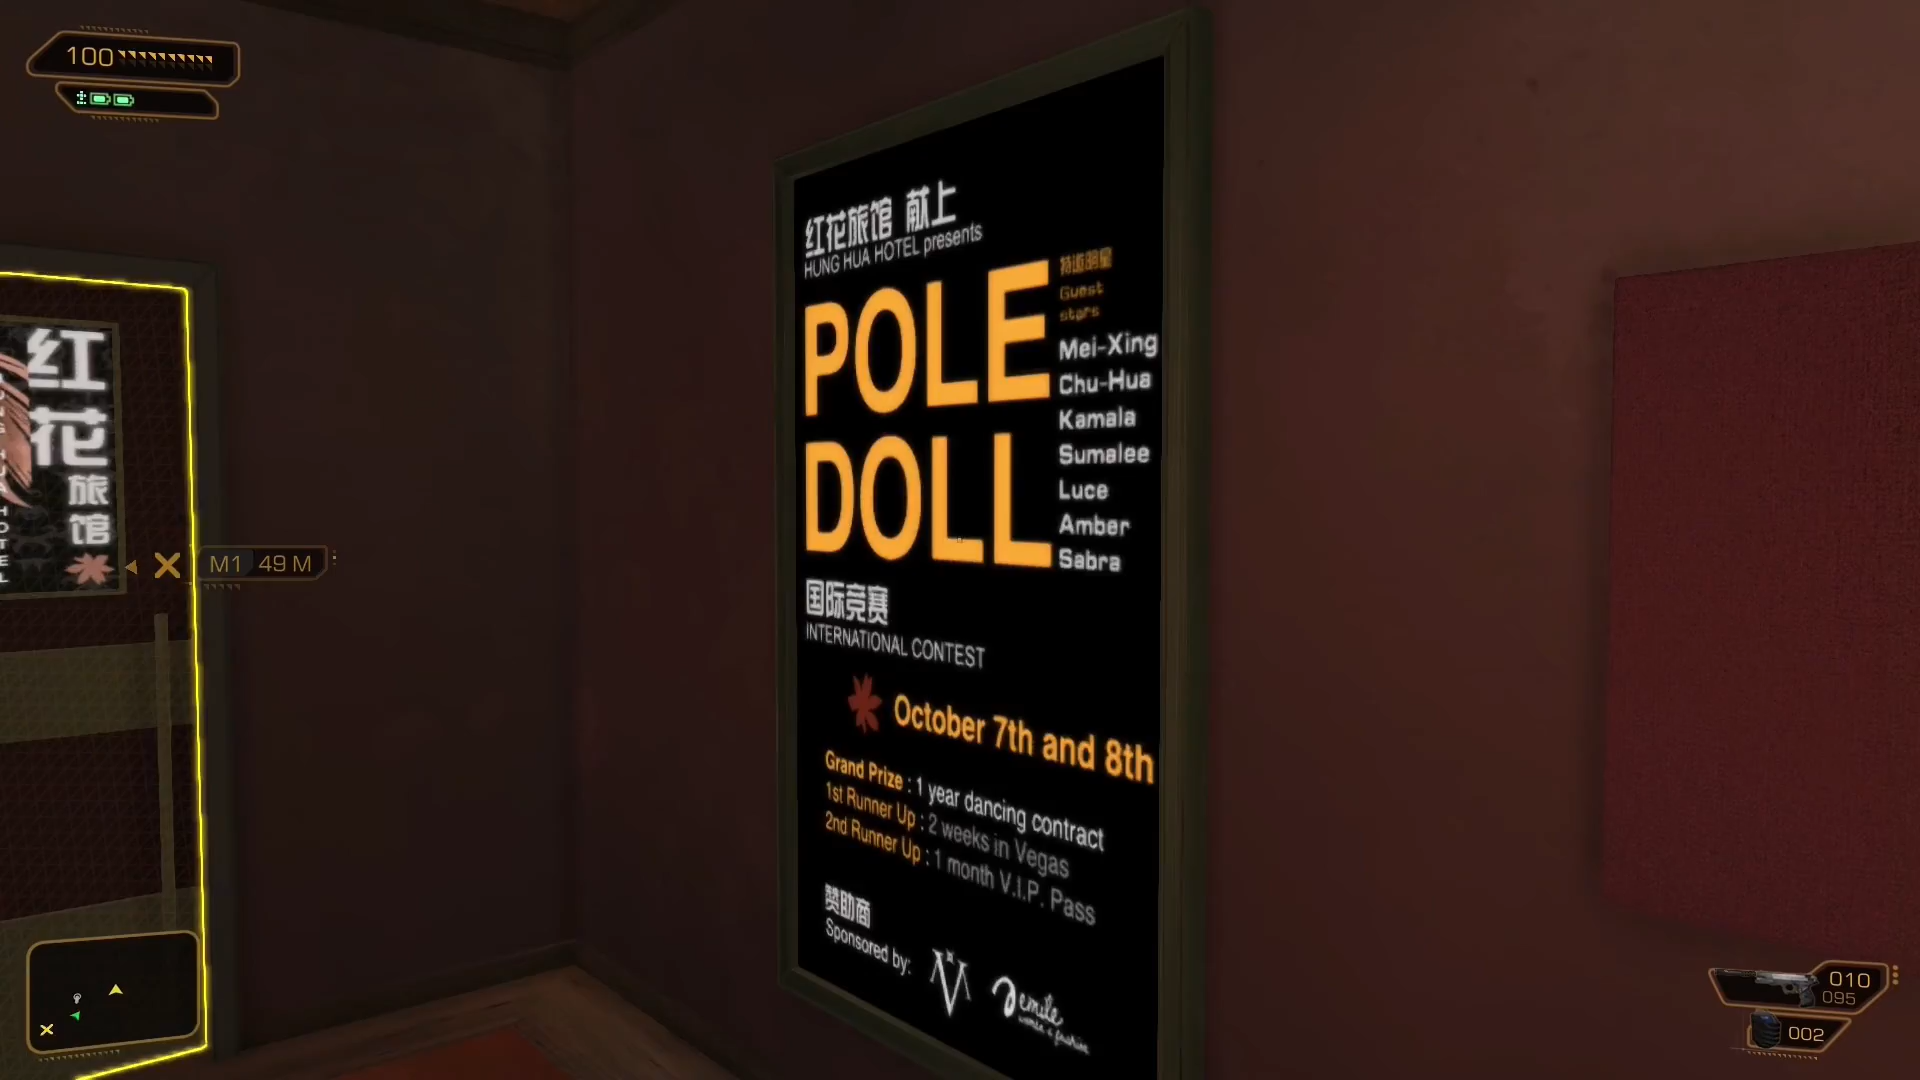 100
红花旅馆 献上
HUNG HUA HOTEL presents
POLE
DOLL
特邀明星
Guest
stars
Mei-Xing
Chu-Hua
Kamala
Sumalee
Luce
Amber
Sabra
国际竞赛
INTERNATIONAL CONTEST
October 7th and 8th
Grand Prize : 1 year dancing contract
1st Runner Up : 2 weeks in Vegas
2nd Runner Up : 1 month V.I.P. Pass
赞助商
Sponsored by:
emile
红
花
旅
馆
HOTEL
M1 49 M
010
095
002